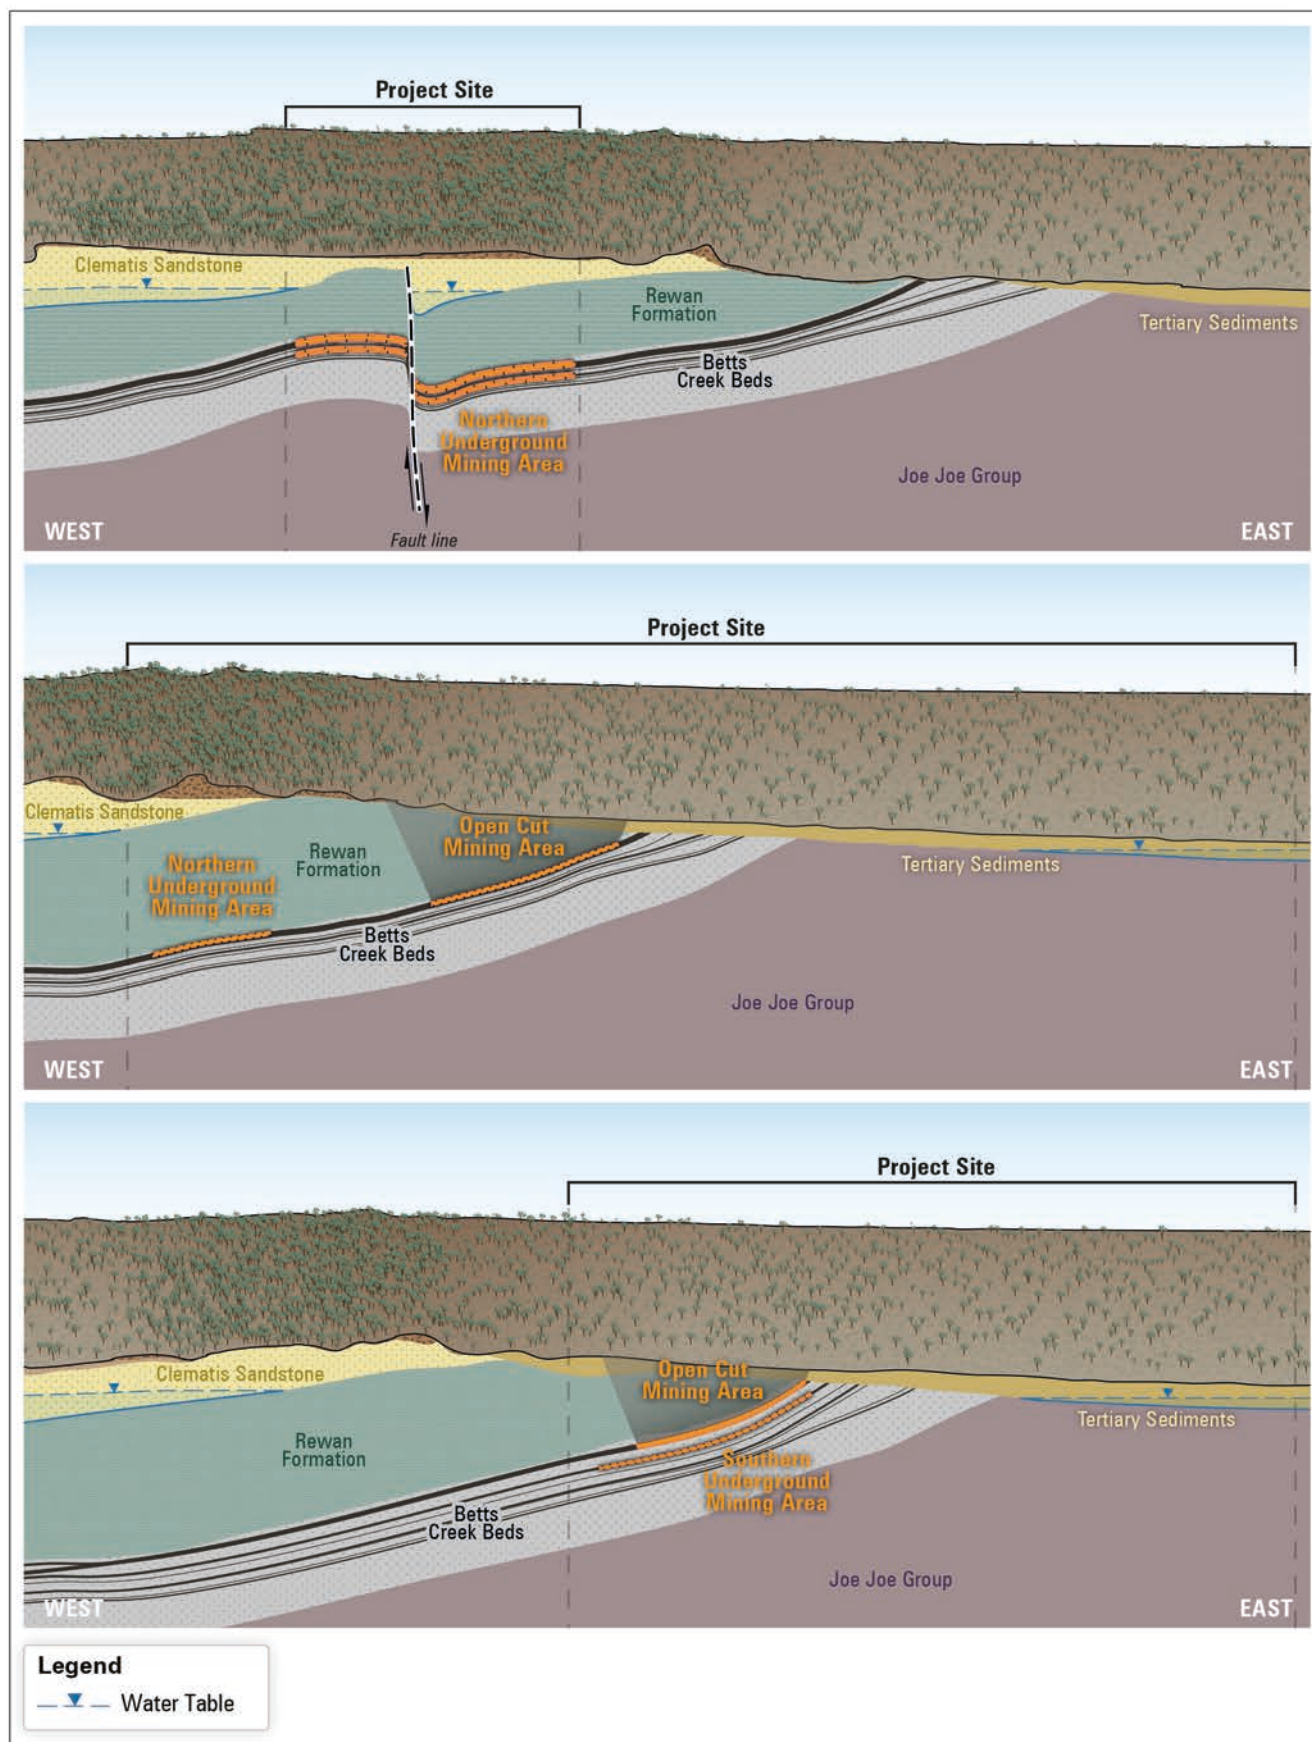 Project Site
Clematis Sandstone
Rewan
Formation
Tertiary Sediments
Betts
Creek Beds
Northern
Underground
Mining Area
Joe Joe Group
WEST
EAST
Fault line
Project Site
Clematis Sandstone
Open Cut
Mining Area
Rewan
Formation
Northern
Underground
Mining Area
Tertiary Sediments
Betts
Creek Beds
Joe Joe Group
WEST
EAST
Project Site
Clematis Sandstone
Open Cut
Mining Area
Tertiary Sediments
Rewan
Formation
Southern
Underground
Mining Area
Betts
Creek Beds
Joe Joe Group
WEST
EAST
Legend
Water Table